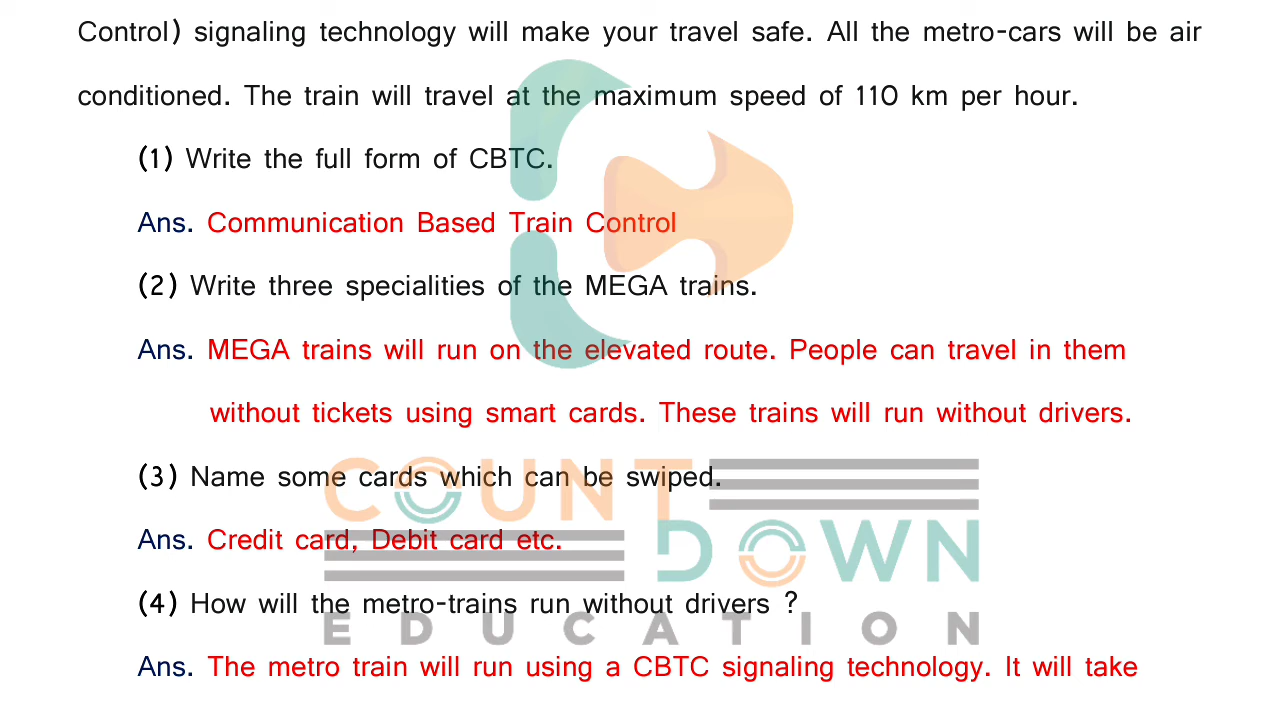 Control) signaling technology will make your travel safe. All the metro-cars will be air
conditioned. The train will travel at the maximum speed of 110 km per hour.
(1) Write the full form of CBTC.
Ans. Communication Based Train Control
(2) Write three specialities of the MEGA trains.
Ans. MEGA trains will run on the elevated route. People can travel in them
without tickets using smart cards. These trains will run without drivers.
(3) Name some cards which can be swiped.
COUNT
Ans. Credit card, Debit card etc.
DOWN
(4) How will the metro-trains run without drivers ?
EDUCATION
Ans. The metro train will run using a CBTC signaling technology. It will take